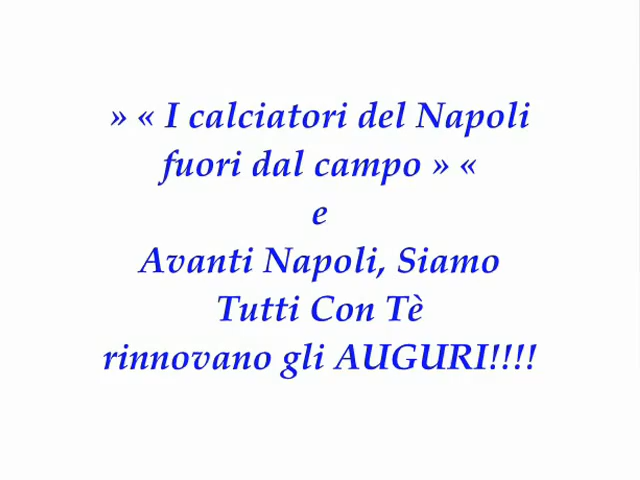 » « I calciatori del Napoli
fuori dal campo » «
e
Avanti Napoli, Siamo
Tutti Con Tè
rinnovano gli AUGURI!!!!